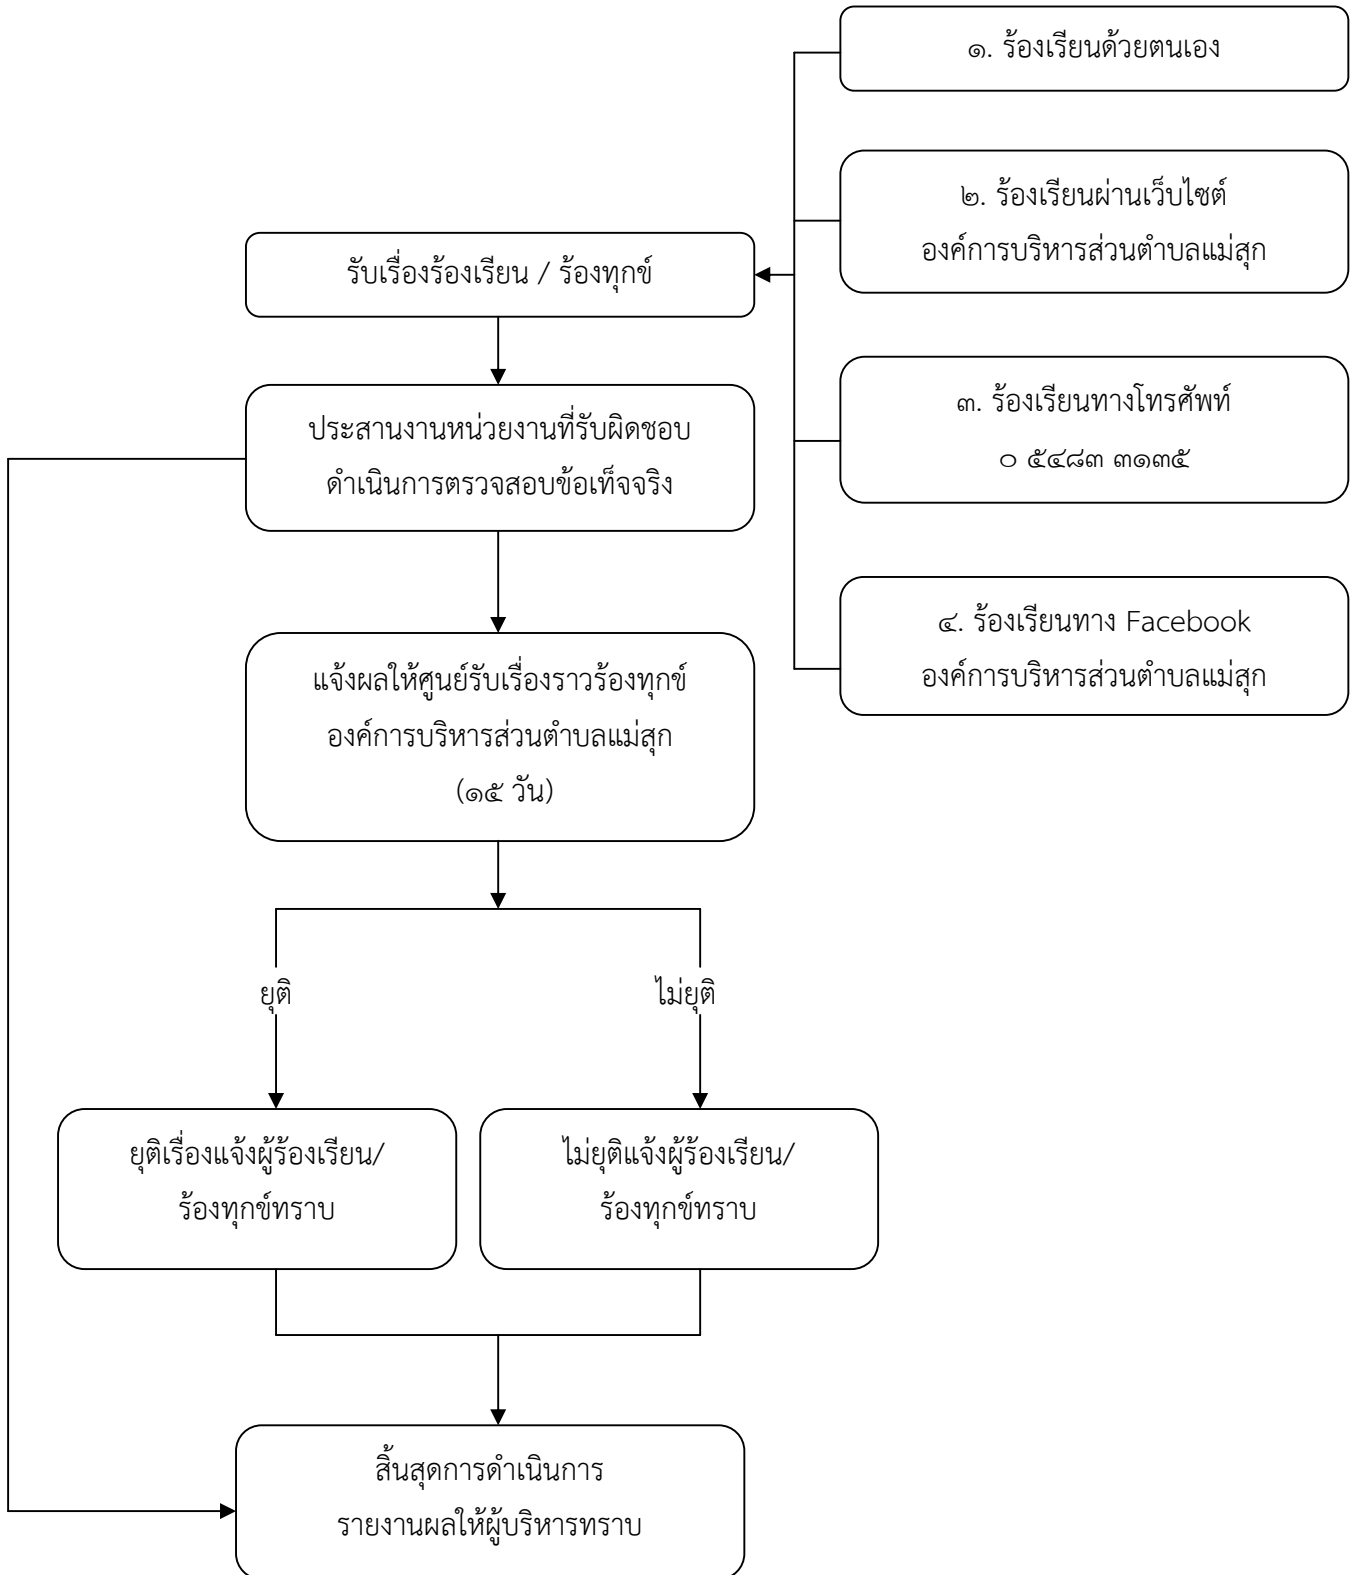 ๑. ร้องเรียนด้วยตนเอง
๒. ร้องเรียนผ่านเว็บไซต์
องค์การบริหารส่วนตำบลแม่สุก
รับเรื่องร้องเรียน / ร้องทุกข์
๓. ร้องเรียนทางโทรศัพท์
๐ ๕๔๘๓ ๓๑๓๕
ประสานงานหน่วยงานที่รับผิดชอบ
ดำเนินการตรวจสอบข้อเท็จจริง
๔. ร้องเรียนทาง Facebook
องค์การบริหารส่วนตำบลแม่สุก
แจ้งผลให้ศูนย์รับเรื่องราวร้องทุกข์
องค์การบริหารส่วนตำบลแม่สุก
(๑๕ วัน)
ยุติ
ไม่ยุติ
ยุติเรื่องแจ้งผู้ร้องเรียน/
ร้องทุกข์ทราบ
ไม่ยุติแจ้งผู้ร้องเรียน/
ร้องทุกข์ทราบ
สิ้นสุดการดำเนินการ
รายงานผลให้ผู้บริหารทราบ